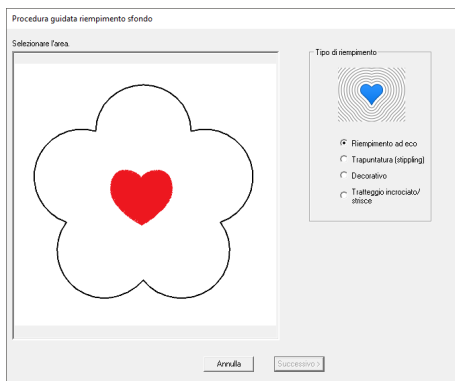 Procedura guidata riempimento sfondo
Selezionare l'area.
Tipo di riempimento
Riempimento ad eco
Trapuntatura (stippling)
Decorativo
Tratteggio incrociato/
strisce
Annulla
Successivo >